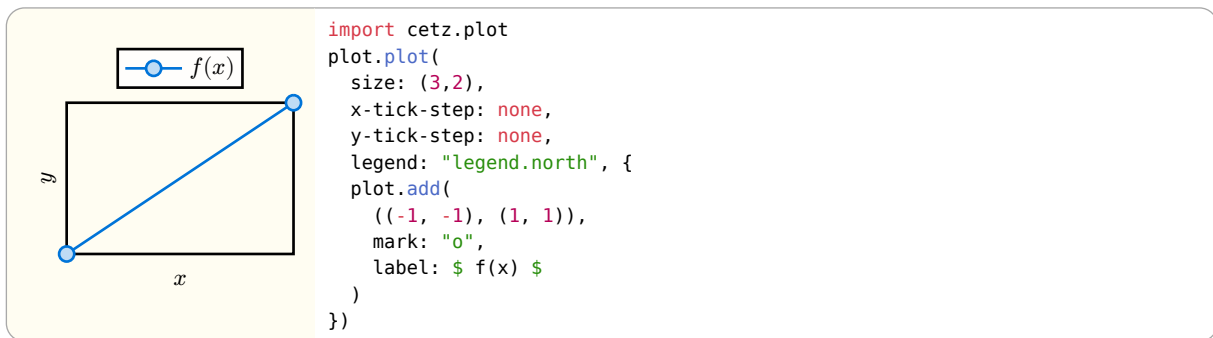 f(x)
y
x
import cetz.plot
plot.plot(
  size: (3,2),
  x-tick-step: none,
  y-tick-step: none,
  legend: "legend.north", {
  plot.add(
    ((-1, -1), (1, 1)),
    mark: "o",
    label: $ f(x) $
  )
})